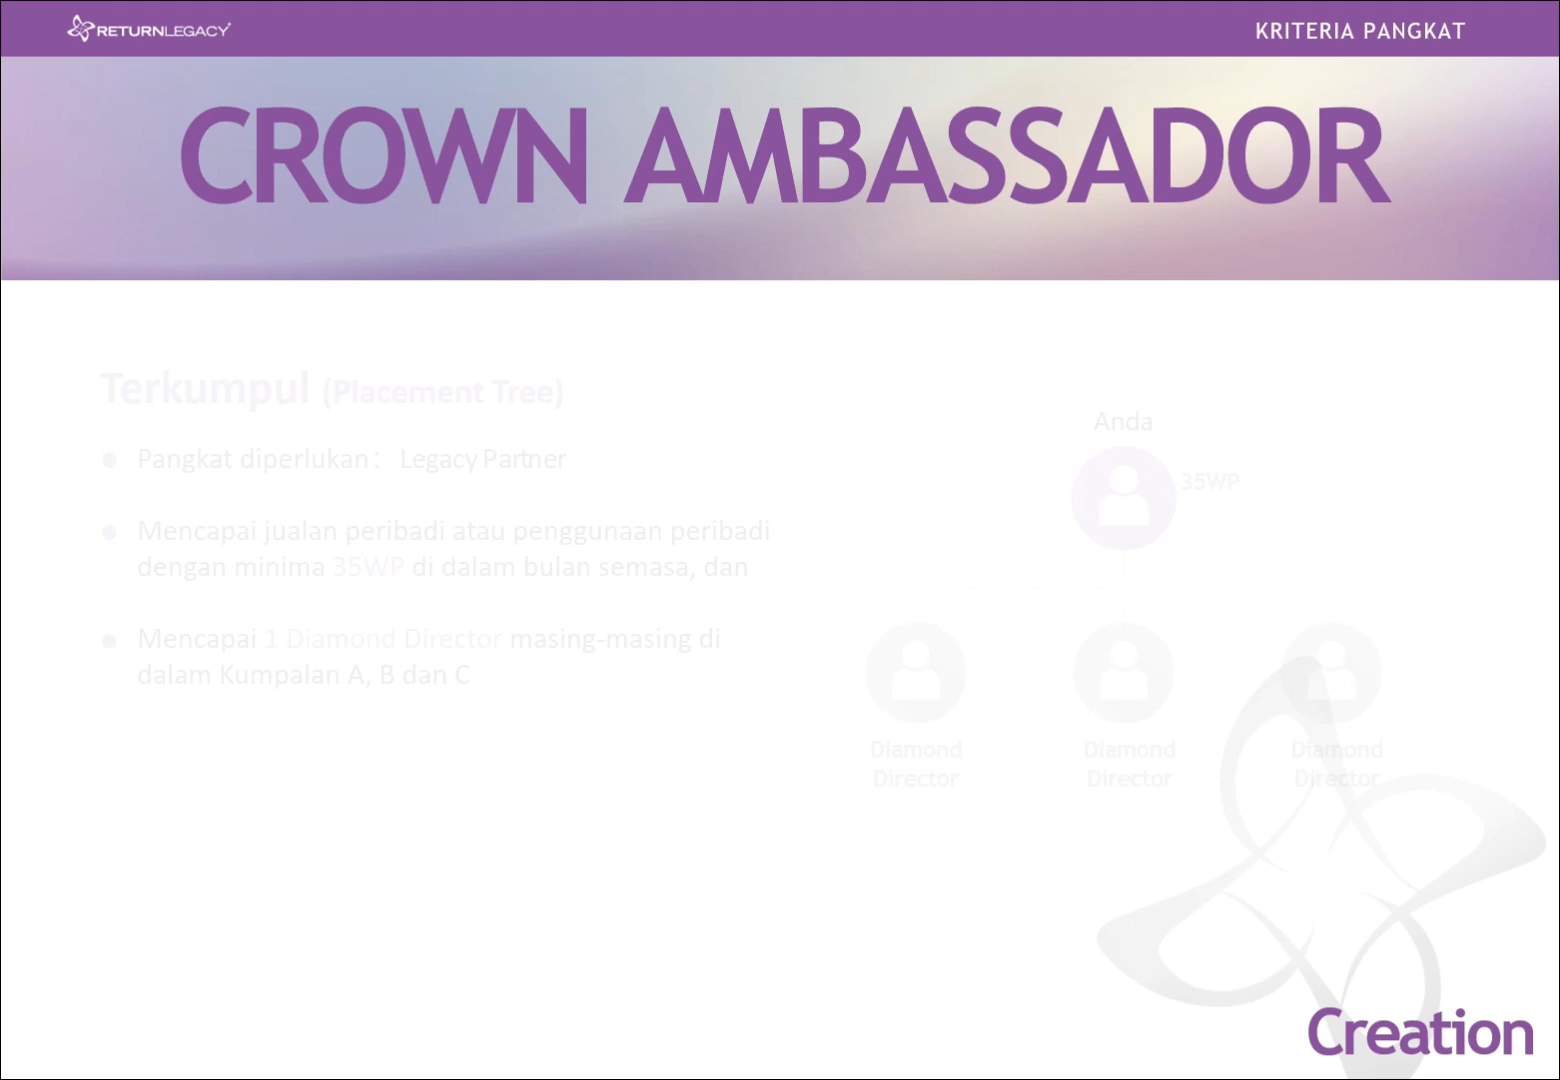 RETURNLEGACY
KRITERIA PANGKAT
CROWN AMBASSADOR
Terkumpul (Placement Tree)
● Pangkat diperlukan： Legacy Partner
● Mencapai jualan peribadi atau penggunaan peribadi
dengan minima 35WP di dalam bulan semasa, dan
● Mencapai 1 Diamond Director masing-masing di
dalam Kumpalan A, B dan C
Anda
35WP
Diamond
Director
Diamond
Director
Diamond
Director
Creation